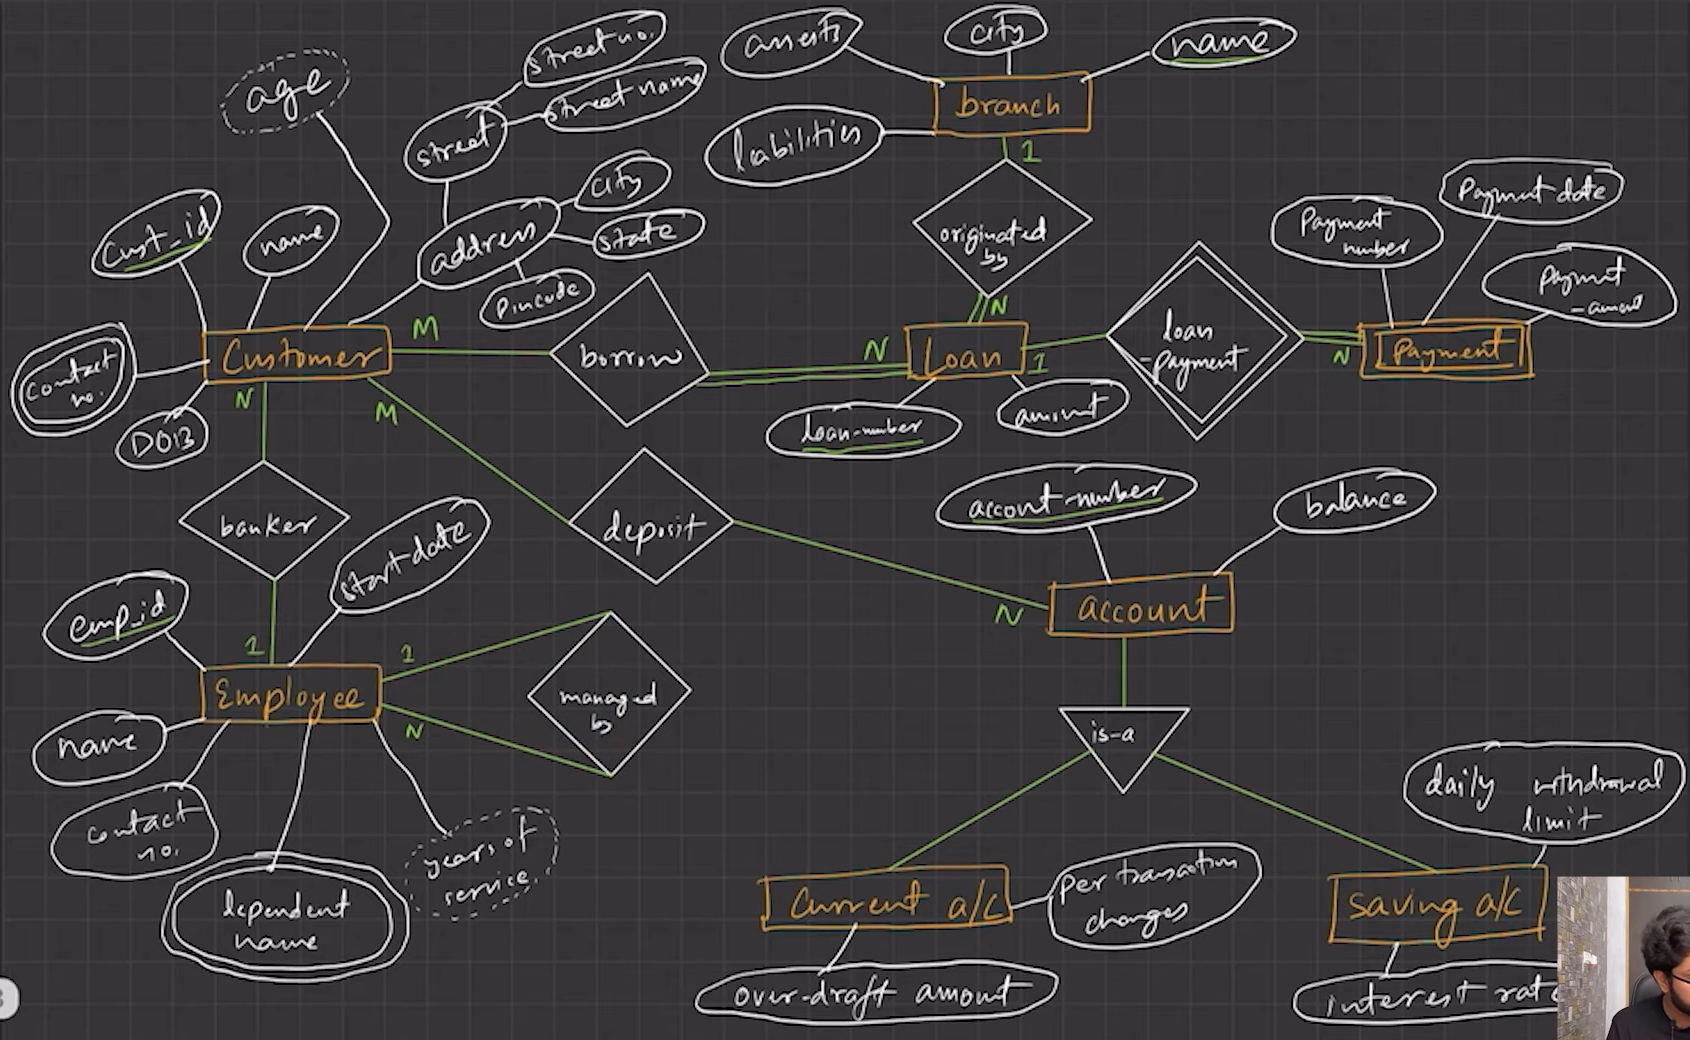 street no.
assets
city
name
age
street name
branch
street
liabilities
1
city
Payment date
cust_id
name
address
state
originated
by
Payment
number
Pincode
N
payment
-amount
M
Customer
borrow
N
Loan
1
loan
-payment
N
Payment
contact
no.
N
M
DOB
loan-number
amount
banker
start date
deposit
account-number
balance
emp_id
1
N
account
1
Employee
managed
by
N
name
is-a
contact
no.
years of
service
daily withdrawal
limit
dependent
name
Current a/c
per transaction
charges
saving a/c
over-draft amount
interest rate